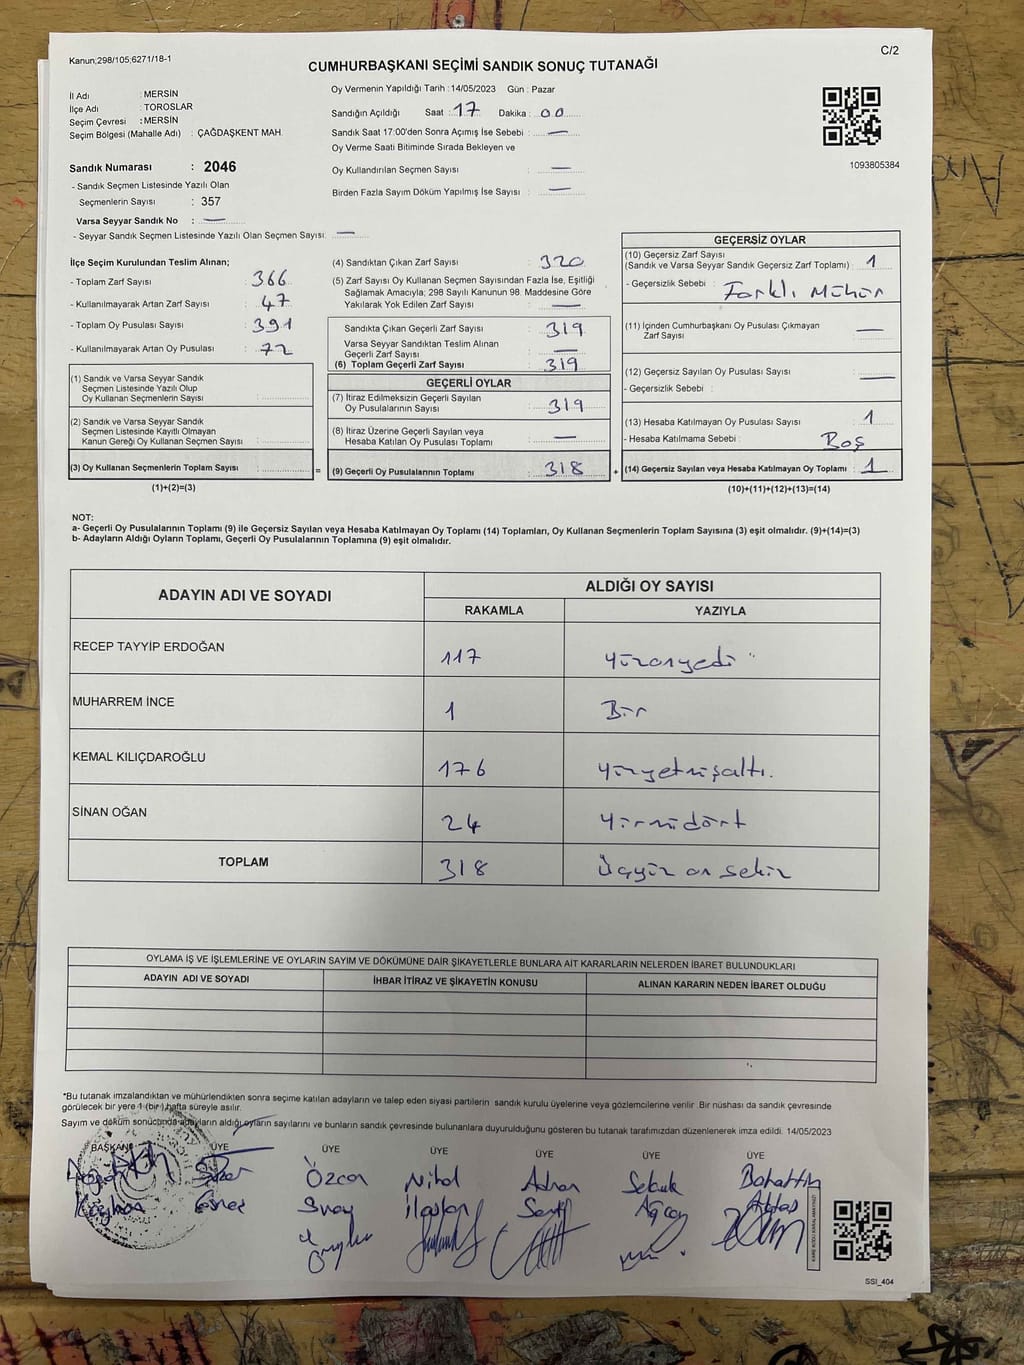 Kanun;298/105,6271/18-1
C/2
CUMHURBAŞKANI SEÇİMİ SANDIK SONUÇ TUTANAĞI
İl Adı : MERSİN
İlçe Adı : TOROSLAR
Seçim Çevresi : MERSİN
Seçim Bölgesi (Mahalle Adı) : ÇAĞDAŞKENT MAH.
Oy Vermenin Yapıldığı Tarih : 14/05/2023 Gün : Pazar
Sandığın Açıldığı Saat : 17 Dakika : 00
Sandık Saat 17:00'den Sonra Açımış İse Sebebi : —
Oy Verme Saati Bitiminde Sırada Bekleyen ve
Oy Kullandırılan Seçmen Sayısı : —
Birden Fazla Sayım Döküm Yapılmış İse Sayısı : —
1093805384
Sandık Numarası : 2046
- Sandık Seçmen Listesinde Yazılı Olan
Seçmenlerin Sayısı : 357
Varsa Seyyar Sandık No : —
- Seyyar Sandık Seçmen Listesinde Yazılı Olan Seçmen Sayısı: —
İlçe Seçim Kurulundan Teslim Alınan;
- Toplam Zarf Sayısı : 366
- Kullanılmayarak Artan Zarf Sayısı : 47
- Toplam Oy Pusulası Sayısı : 391
- Kullanılmayarak Artan Oy Pusulası : 72
(1) Sandık ve Varsa Seyyar Sandık
Seçmen Listesinde Yazılı Olup
Oy Kullanan Seçmenlerin Sayısı :
(2) Sandık ve Varsa Seyyar Sandık
Seçmen Listesinde Kayıtlı Olmayan
Kanun Gereği Oy Kullanan Seçmen Sayısı :
(3) Oy Kullanan Seçmenlerin Toplam Sayısı : =
(1)+(2)=(3)
(4) Sandıktan Çıkan Zarf Sayısı : 320
(5) Zarf Sayısı Oy Kullanan Seçmen Sayısından Fazla İse, Eşitliği
Sağlamak Amacıyla; 298 Sayılı Kanunun 98. Maddesine Göre
Yakılarak Yok Edilen Zarf Sayısı : —
Sandıkta Çıkan Geçerli Zarf Sayısı : 319
Varsa Seyyar Sandıktan Teslim Alınan
Geçerli Zarf Sayısı : —
(6) Toplam Geçerli Zarf Sayısı : 319
GEÇERLİ OYLAR
(7) İtiraz Edilmeksizin Geçerli Sayılan
Oy Pusulalarının Sayısı : 319
(8) İtiraz Üzerine Geçerli Sayılan veya
Hesaba Katılan Oy Pusulası Toplamı : —
(9) Geçerli Oy Pusulalarının Toplamı : 318 +
GEÇERSİZ OYLAR
(10) Geçersiz Zarf Sayısı
(Sandık ve Varsa Seyyar Sandık Geçersiz Zarf Toplamı) : 1
- Geçersizlik Sebebi : Farklı Mühür
(11) İçinden Cumhurbaşkanı Oy Pusulası Çıkmayan
Zarf Sayısı : —
(12) Geçersiz Sayılan Oy Pusulası Sayısı : —
- Geçersizlik Sebebi :
(13) Hesaba Katılmayan Oy Pusulası Sayısı : 1
- Hesaba Katılmama Sebebi : Boş
(14) Geçersiz Sayılan veya Hesaba Katılmayan Oy Toplamı : 1
(10)+(11)+(12)+(13)=(14)
NOT:
a- Geçerli Oy Pusulalarının Toplamı (9) ile Geçersiz Sayılan veya Hesaba Katılmayan Oy Toplamı (14) Toplamları, Oy Kullanan Seçmenlerin Toplam Sayısına (3) eşit olmalıdır. (9)+(14)=(3)
b- Adayların Aldığı Oyların Toplamı, Geçerli Oy Pusulalarının Toplamına (9) eşit olmalıdır.
ADAYIN ADI VE SOYADI
ALDIĞI OY SAYISI
RAKAMLA YAZIYLA
RECEP TAYYİP ERDOĞAN 117 Yüzonyedi
MUHARREM İNCE 1 Bir
KEMAL KILIÇDAROĞLU 176 Yüzyetmişaltı.
SİNAN OĞAN 24 Yirmidört
TOPLAM 318 Üçyüz on sekiz
OYLAMA İŞ VE İŞLEMLERİNE VE OYLARIN SAYIM VE DÖKÜMÜNE DAİR ŞİKAYETLERLE BUNLARA AİT KARARLARIN NELERDEN İBARET BULUNDUKLARI
ADAYIN ADI VE SOYADI İHBAR İTİRAZ VE ŞİKAYETİN KONUSU ALINAN KARARIN NEDEN İBARET OLDUĞU
*Bu tutanak imzalandıktan ve mühürlendikten sonra seçime katılan adayların ve talep eden siyasi partilerin sandık kurulu üyelerine veya gözlemcilerine verilir. Bir nüshası da sandık çevresinde
görülecek bir yere 1 (bir) hafta süreyle asılır.
Sayım ve döküm sonucunda adayların aldığı oyların sayılarını ve bunların sandık çevresinde bulunanlara duyurulduğunu gösteren bu tutanak tarafımızdan düzenlenerek imza edildi. 14/05/2023
BAŞKAN ÜYE ÜYE ÜYE ÜYE ÜYE ÜYE
Özcan Nihal Adnan Selçuk Bahattin
SSI_404